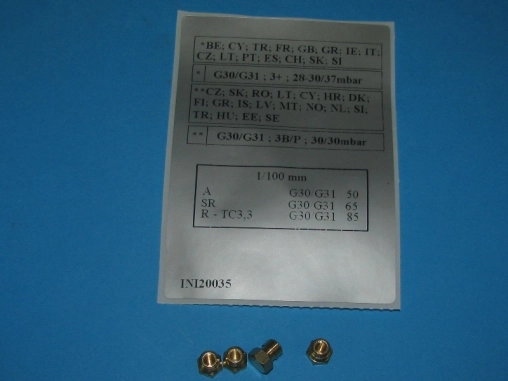 *BE; CY; TR; FR; GB; GR; IE; IT;
CZ; LT; PT; ES; CH; SK; SI
* G30/G31 ; 3+ ; 28-30/37mbar
**CZ; SK; RO; LT; CY; HR; DK;
FI; GR; IS; LV; MT; NO; NL; SI;
TR; HU; EE; SE
** G30/G31 ; 3B/P ; 30/30mbar
1/100 mm
A G30/G31 50
SR G30/G31 65
R - TC3,3 G30/G31 85
INI20035